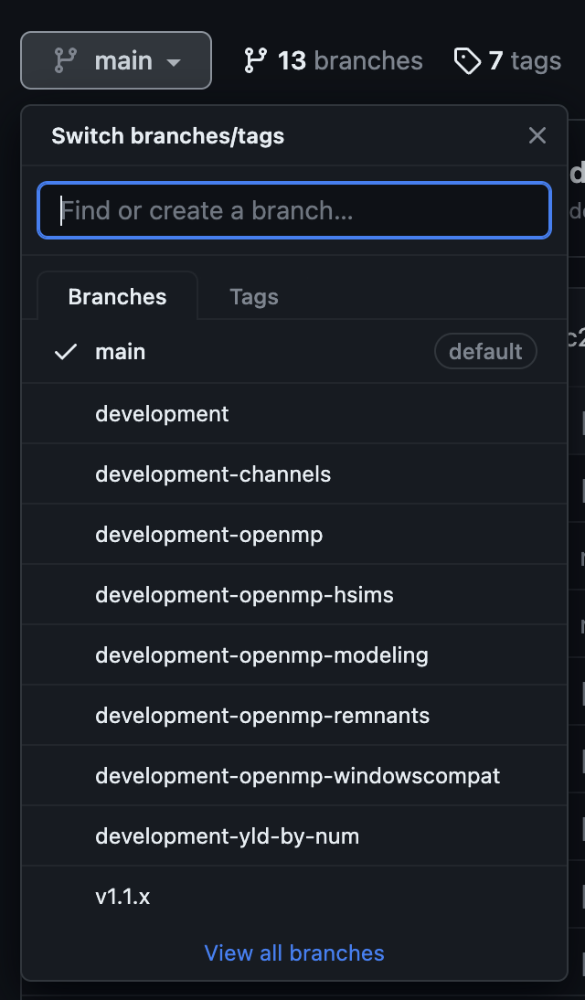 main 13 branches 7 tags
Switch branches/tags
Find or create a branch...
Branches Tags
main default
development
development-channels
development-openmp
development-openmp-hsims
development-openmp-modeling
development-openmp-remnants
development-openmp-windowscompat
development-yld-by-num
v1.1.x
View all branches